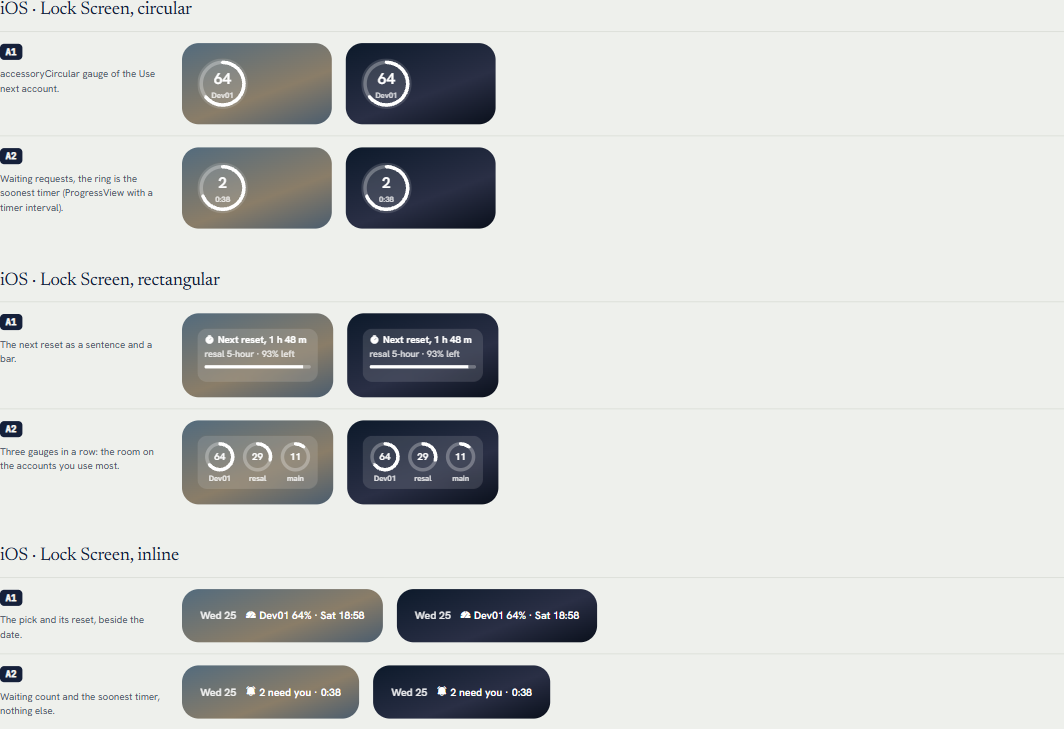 iOS · Lock Screen, circular
A1
accessoryCircular gauge of the Use
next account.
64
Dev01
64
Dev01
A2
Waiting requests, the ring is the
soonest timer (ProgressView with a
timer interval).
2
0:38
2
0:38
iOS · Lock Screen, rectangular
A1
The next reset as a sentence and a
bar.
Next reset, 1 h 48 m
resal 5-hour · 93% left
Next reset, 1 h 48 m
resal 5-hour · 93% left
A2
Three gauges in a row: the room on
the accounts you use most.
64 29 11
Dev01 resal main
64 29 11
Dev01 resal main
iOS · Lock Screen, inline
A1
The pick and its reset, beside the
date.
Wed 25 Dev01 64% · Sat 18:58
Wed 25 Dev01 64% · Sat 18:58
A2
Waiting count and the soonest timer,
nothing else.
Wed 25 2 need you · 0:38
Wed 25 2 need you · 0:38